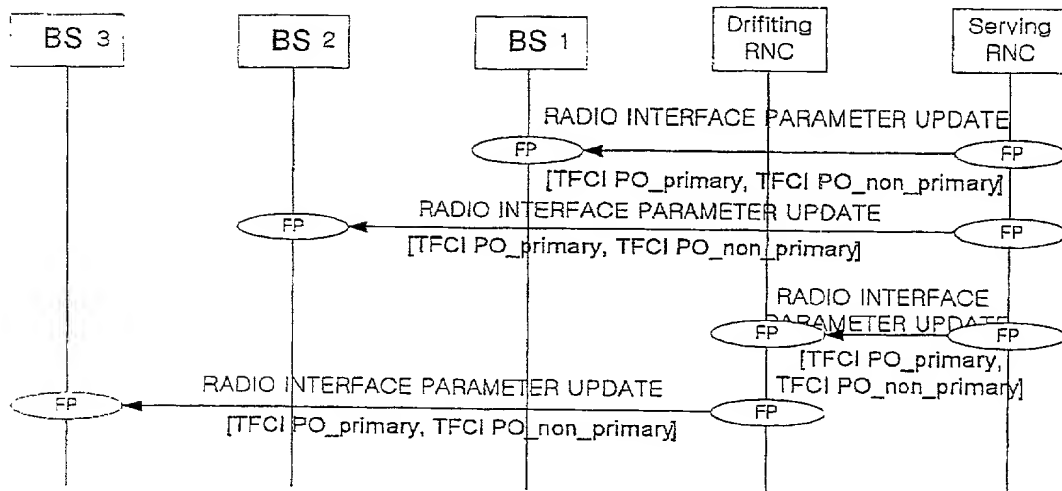 BS 3
BS 2
BS 1
Drifiting
RNC
Serving
RNC
RADIO INTERFACE PARAMETER UPDATE
FP
FP
[TFCI PO_primary, TFCI PO_non_primary]
RADIO INTERFACE PARAMETER UPDATE
FP
FP
[TFCI PO_primary, TFCI PO_non_primary]
RADIO INTERFACE
PARAMETER UPDATE
FP
FP
[TFCI PO_primary,
TFCI PO_non_primary]
RADIO INTERFACE PARAMETER UPDATE
FP
FP
[TFCI PO_primary, TFCI PO_non_primary]